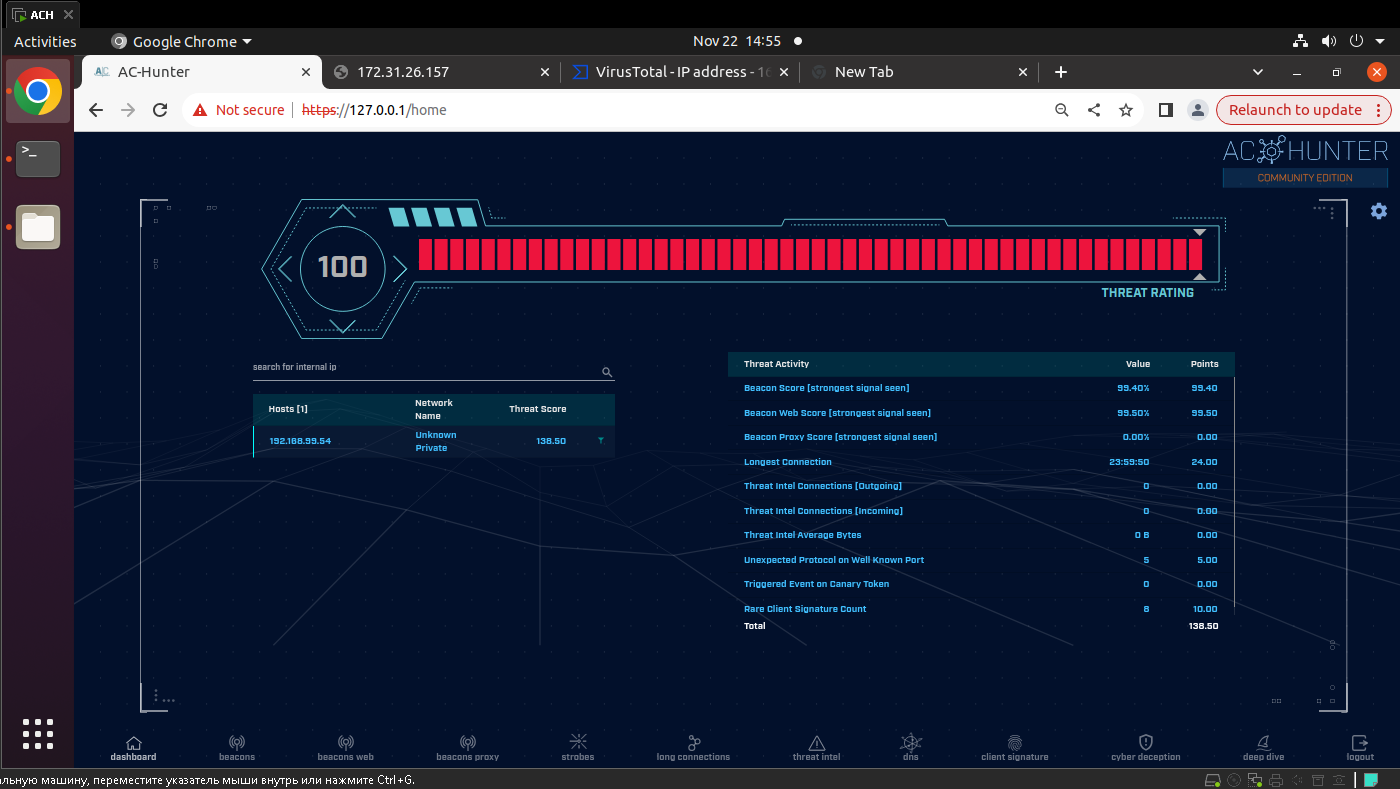 ACH
Activities Google Chrome Nov 22 14:55
AC-Hunter 172.31.26.157 VirusTotal - IP address - 16 New Tab
Not secure https://127.0.0.1/home Relaunch to update
AC HUNTER
COMMUNITY EDITION
100
THREAT RATING
search for internal ip
Hosts [1] Network Name Threat Score
192.168.99.54 Unknown Private 138.50
Threat Activity Value Points
Beacon Score [strongest signal seen] 99.40% 99.40
Beacon Web Score [strongest signal seen] 99.50% 99.50
Beacon Proxy Score [strongest signal seen] 0.00% 0.00
Longest Connection 23:59:50 24.00
Threat Intel Connections [Outgoing] 0 0.00
Threat Intel Connections [Incoming] 0 0.00
Threat Intel Average Bytes 0 B 0.00
Unexpected Protocol on Well Known Port 5 5.00
Triggered Event on Canary Token 0 0.00
Rare Client Signature Count 8 10.00
Total 138.50
dashboard beacons beacons web beacons proxy strobes long connections threat intel dns client signature cyber deception deep dive logout
альную машину, переместите указатель мыши внутрь или нажмите Ctrl+G.